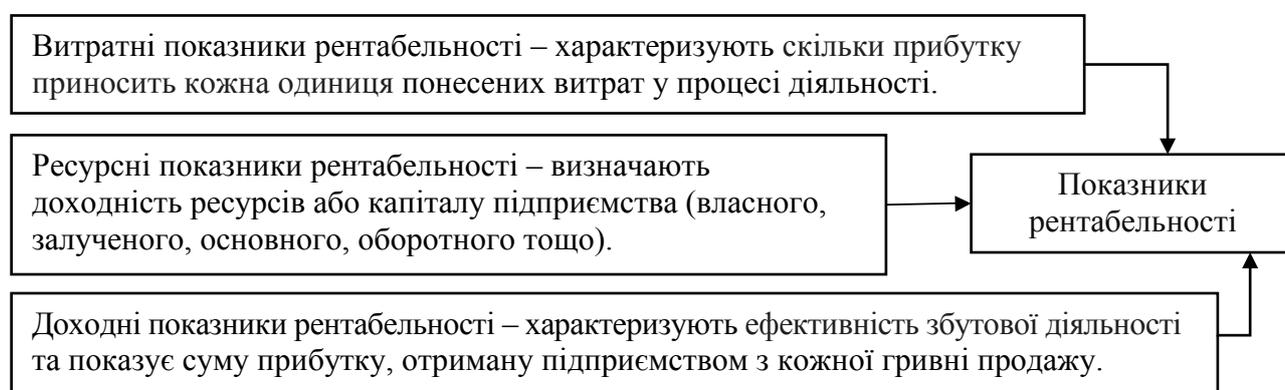 Витратні показники рентабельності – характеризують скільки прибутку
приносить кожна одиниця понесених витрат у процесі діяльності.
Ресурсні показники рентабельності – визначають
доходність ресурсів або капіталу підприємства (власного,
залученого, основного, оборотного тощо).
Показники
рентабельності
Доходні показники рентабельності – характеризують ефективність збутової діяльності
та показує суму прибутку, отриману підприємством з кожної гривні продажу.